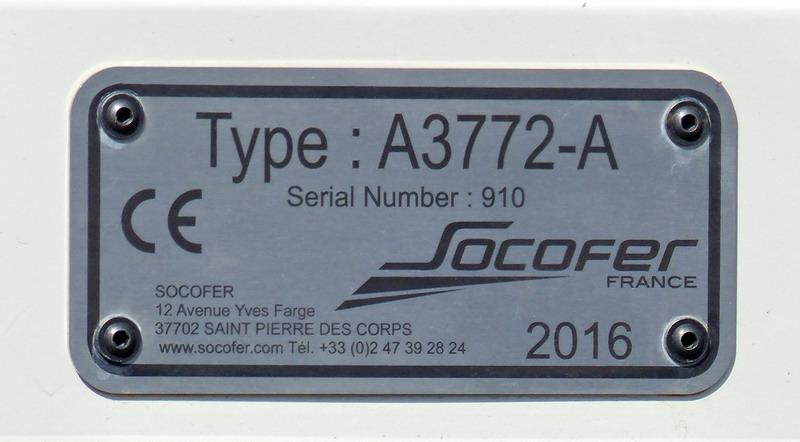 Type : A3772-A
Serial Number : 910
CE
Socofer
FRANCE
SOCOFER
12 Avenue Yves Farge
37702 SAINT PIERRE DES CORPS
www.socofer.com Tél. +33 (0)2 47 39 28 24
2016